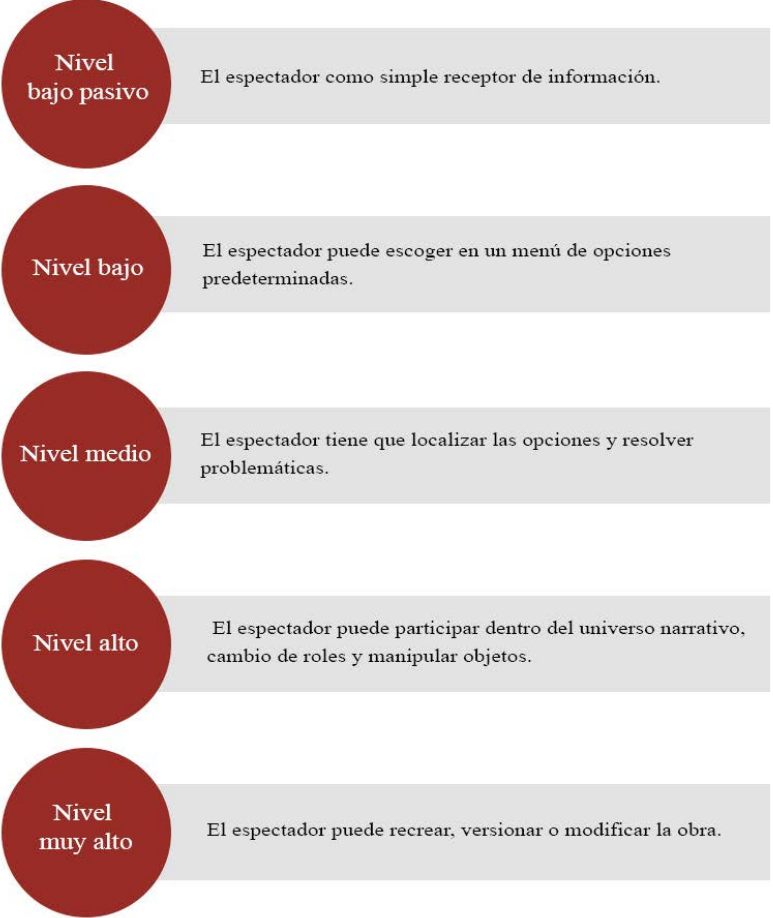 Nivel
bajo pasivo
El espectador como simple receptor de información.
Nivel bajo
El espectador puede escoger en un menú de opciones
predeterminadas.
Nivel medio
El espectador tiene que localizar las opciones y resolver
problemáticas.
Nivel alto
El espectador puede participar dentro del universo narrativo,
cambio de roles y manipular objetos.
Nivel
muy alto
El espectador puede recrear, versionar o modificar la obra.